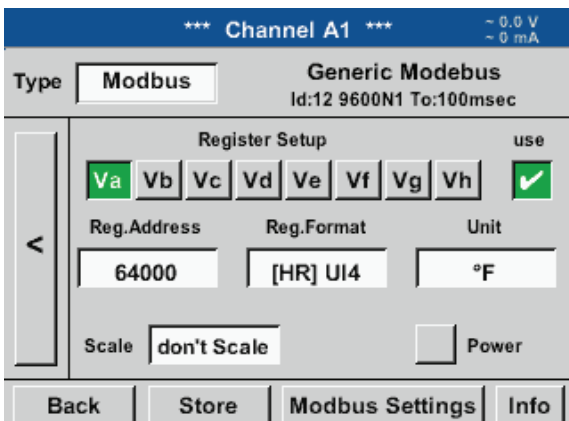 *** Channel A1 ***
~ 0.0 V
~ 0 mA
Type Modbus
Generic Modebus
Id:12 9600N1 To:100msec
Register Setup use
Va Vb Vc Vd Ve Vf Vg Vh ✔
<
Reg.Address Reg.Format Unit
64000 [HR] UI4 °F
Scale don't Scale Power
Back Store Modbus Settings Info